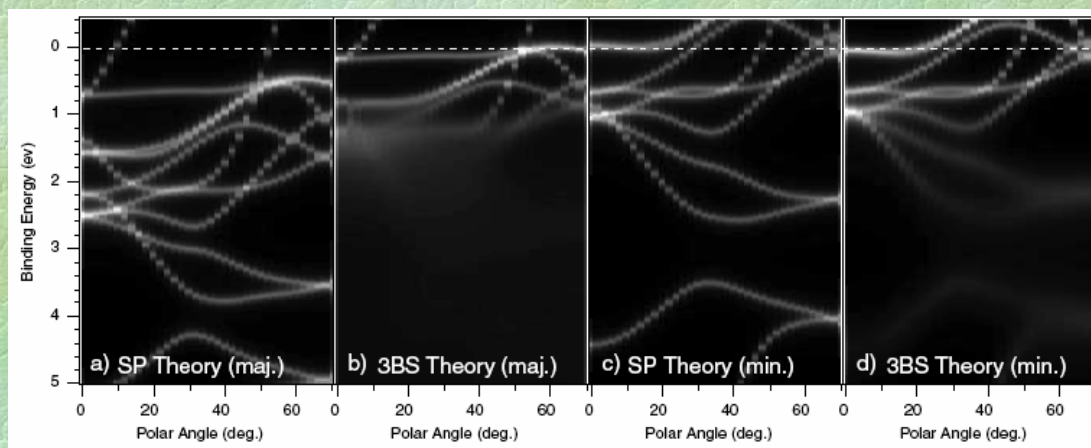 Binding Energy (ev)
0
1
2
3
4
5
a) SP Theory (maj.)
b) 3BS Theory (maj.)
c) SP Theory (min.)
d) 3BS Theory (min.)
0 20 40 60
0 20 40 60
0 20 40 60
0 20 40 60
Polar Angle (deg.)
Polar Angle (deg.)
Polar Angle (deg.)
Polar Angle (deg.)